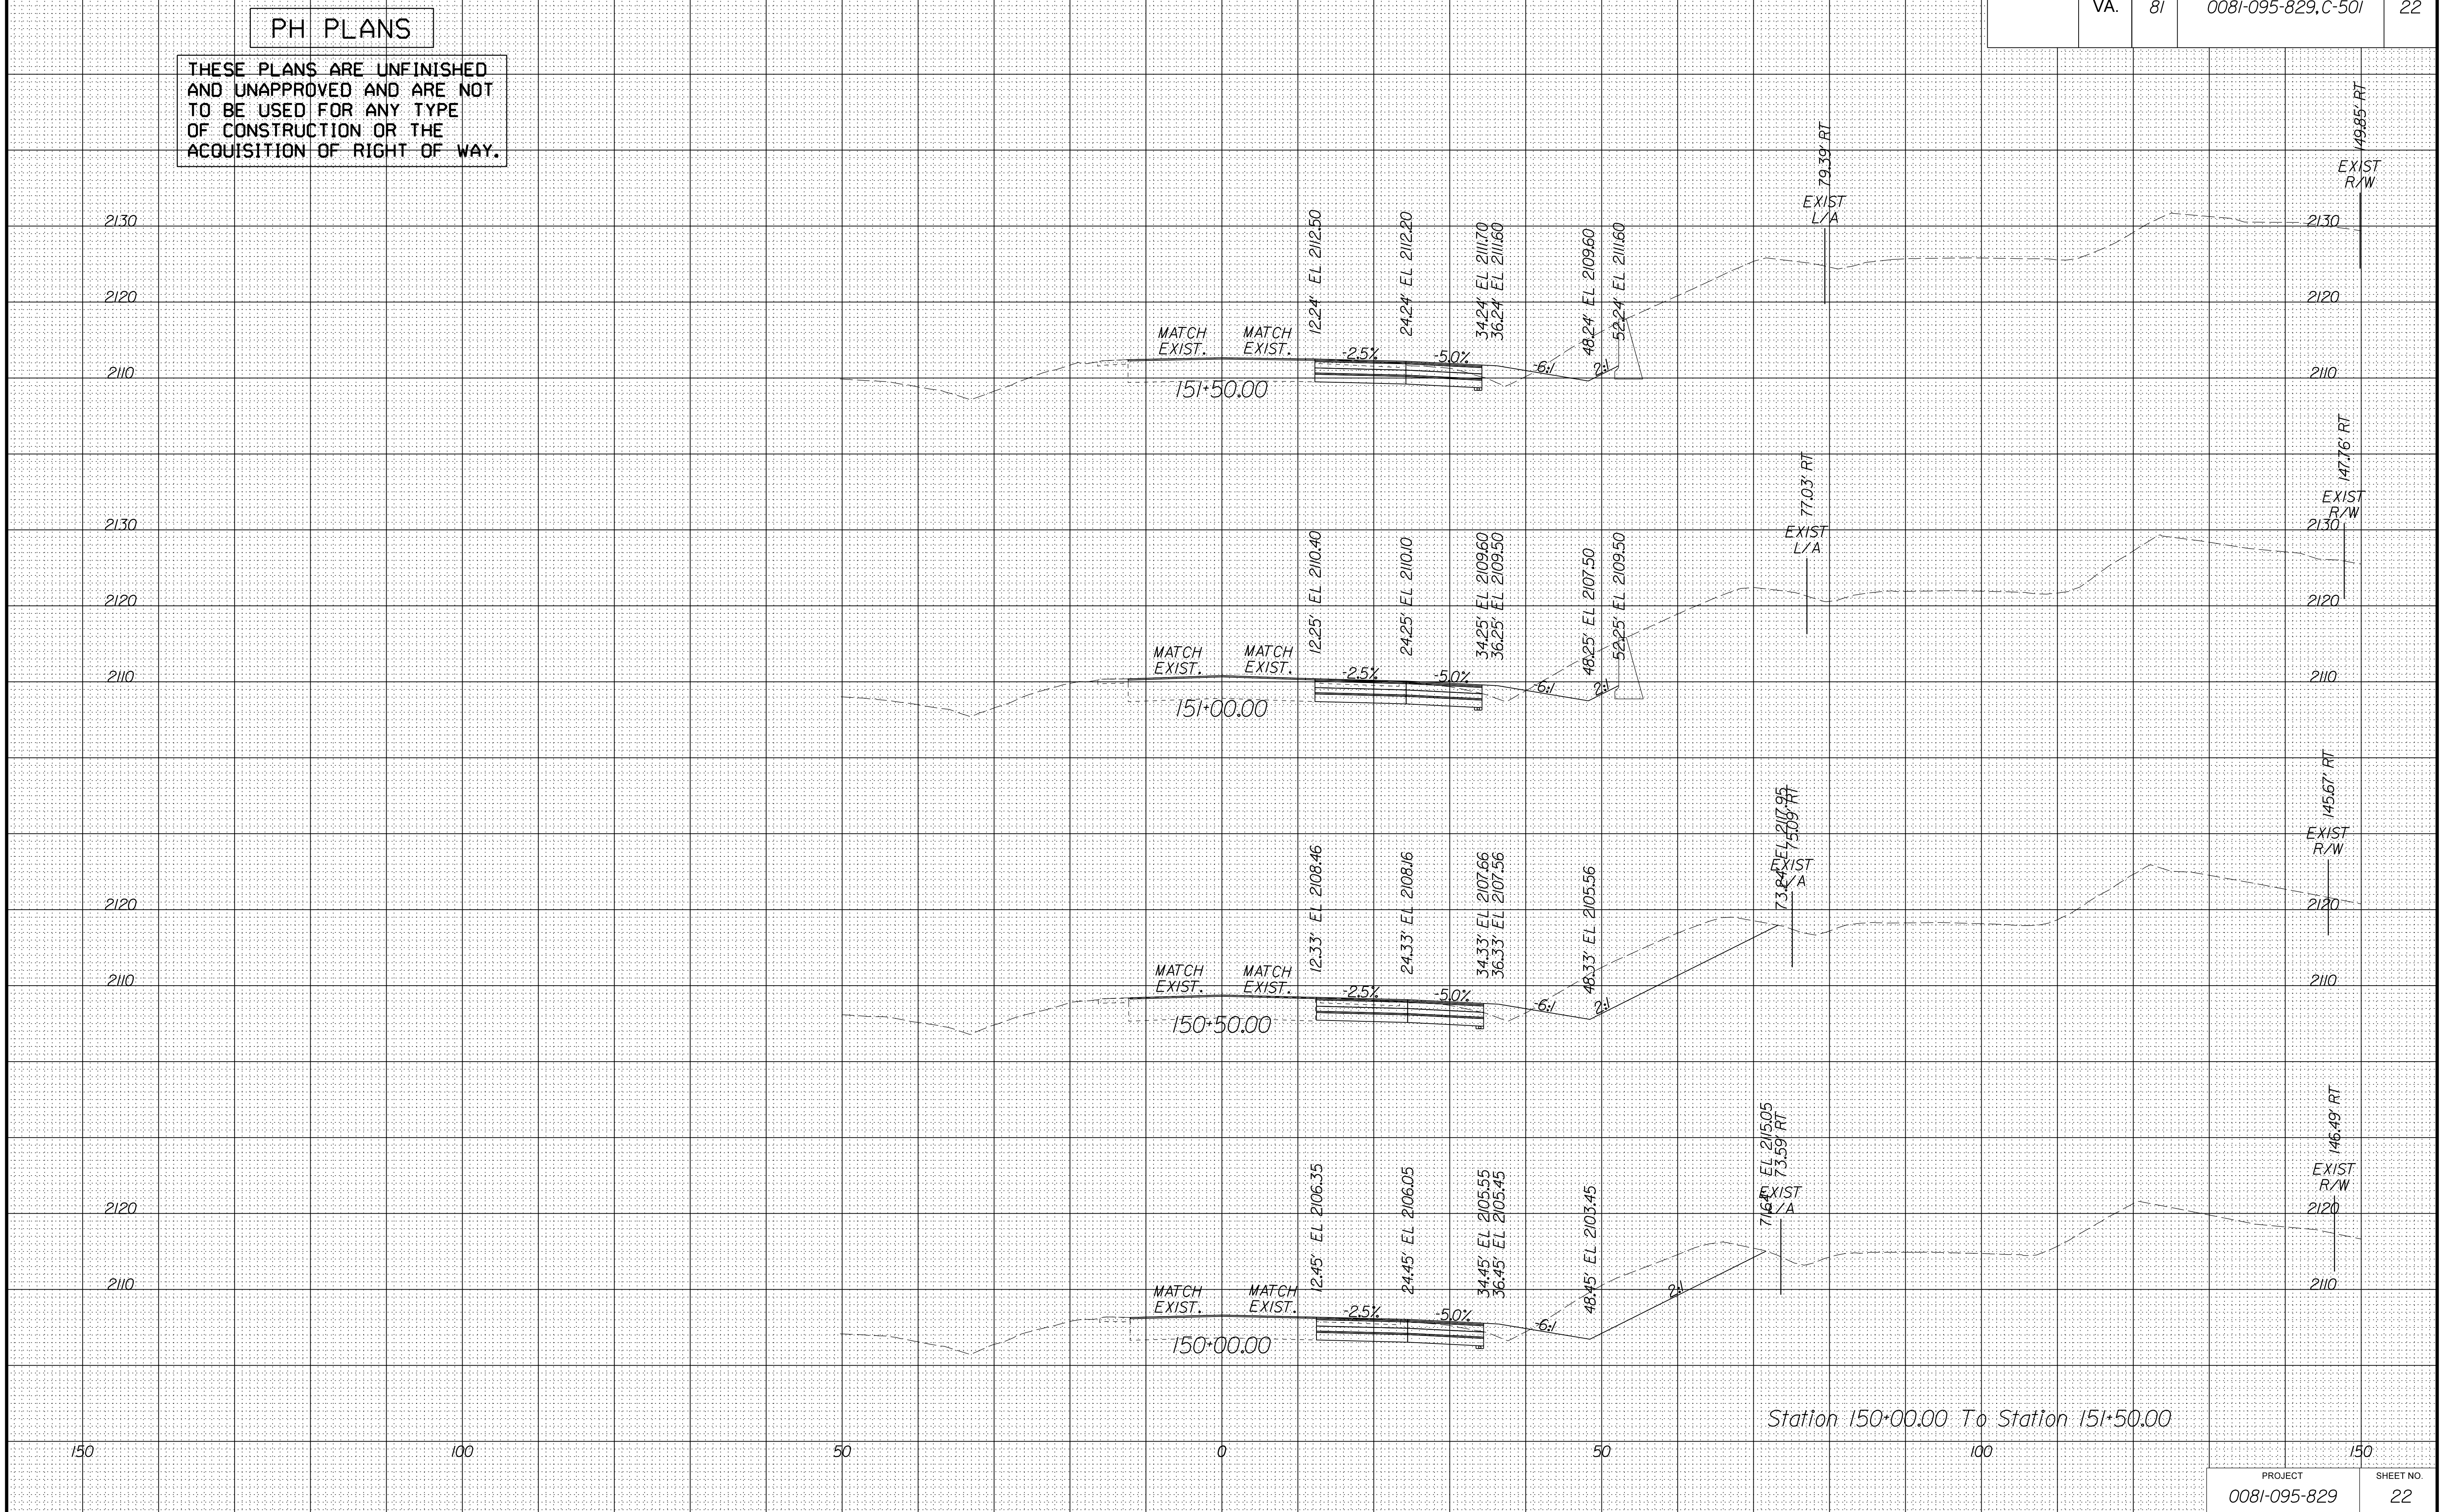 PH PLANS
THESE PLANS ARE UNFINISHED
AND UNAPPROVED AND ARE NOT
TO BE USED FOR ANY TYPE
OF CONSTRUCTION OR THE
ACQUISITION OF RIGHT OF WAY.
VA. 81 0081-095-829, C-501 22
149.85' RT
EXIST
R/W
79.39' RT
EXIST
L/A
12.24' EL 2112.50
24.24' EL 2112.20
34.24' EL 2111.70
36.24' EL 2111.60
48.24' EL 2109.60
52.24' EL 2111.60
2130 2130
2120 2120
2110 2110
MATCH
EXIST.
MATCH
EXIST.
-2.5% -5.0% -6:1 2:1
151+50.00
147.76' RT
EXIST
R/W
77.03' RT
EXIST
L/A
12.25' EL 2110.40
24.25' EL 2110.10
34.25' EL 2109.60
36.25' EL 2109.50
48.25' EL 2107.50
52.25' EL 2109.50
2130 2130
2120 2120
2110 2110
MATCH
EXIST.
MATCH
EXIST.
-2.5% -5.0% -6:1 2:1
151+00.00
145.67' RT
EXIST
R/W
73.24' EL 2117.95
75.09' RT
EXIST
L/A
12.33' EL 2108.46
24.33' EL 2108.16
34.33' EL 2107.66
36.33' EL 2107.56
48.33' EL 2105.56
2120 2120
2110 2110
MATCH
EXIST.
MATCH
EXIST.
-2.5% -5.0% -6:1 2:1
150+50.00
146.49' RT
EXIST
R/W
71.64' EL 2115.05
73.59' RT
EXIST
L/A
12.45' EL 2106.35
24.45' EL 2106.05
34.45' EL 2105.55
36.45' EL 2105.45
48.45' EL 2103.45
2120 2120
2110 2110
MATCH
EXIST.
MATCH
EXIST.
-2.5% -5.0% -6:1 2:1
150+00.00
Station 150+00.00 To Station 151+50.00
150 100 50 0 50 100 150
PROJECT SHEET NO.
0081-095-829 22